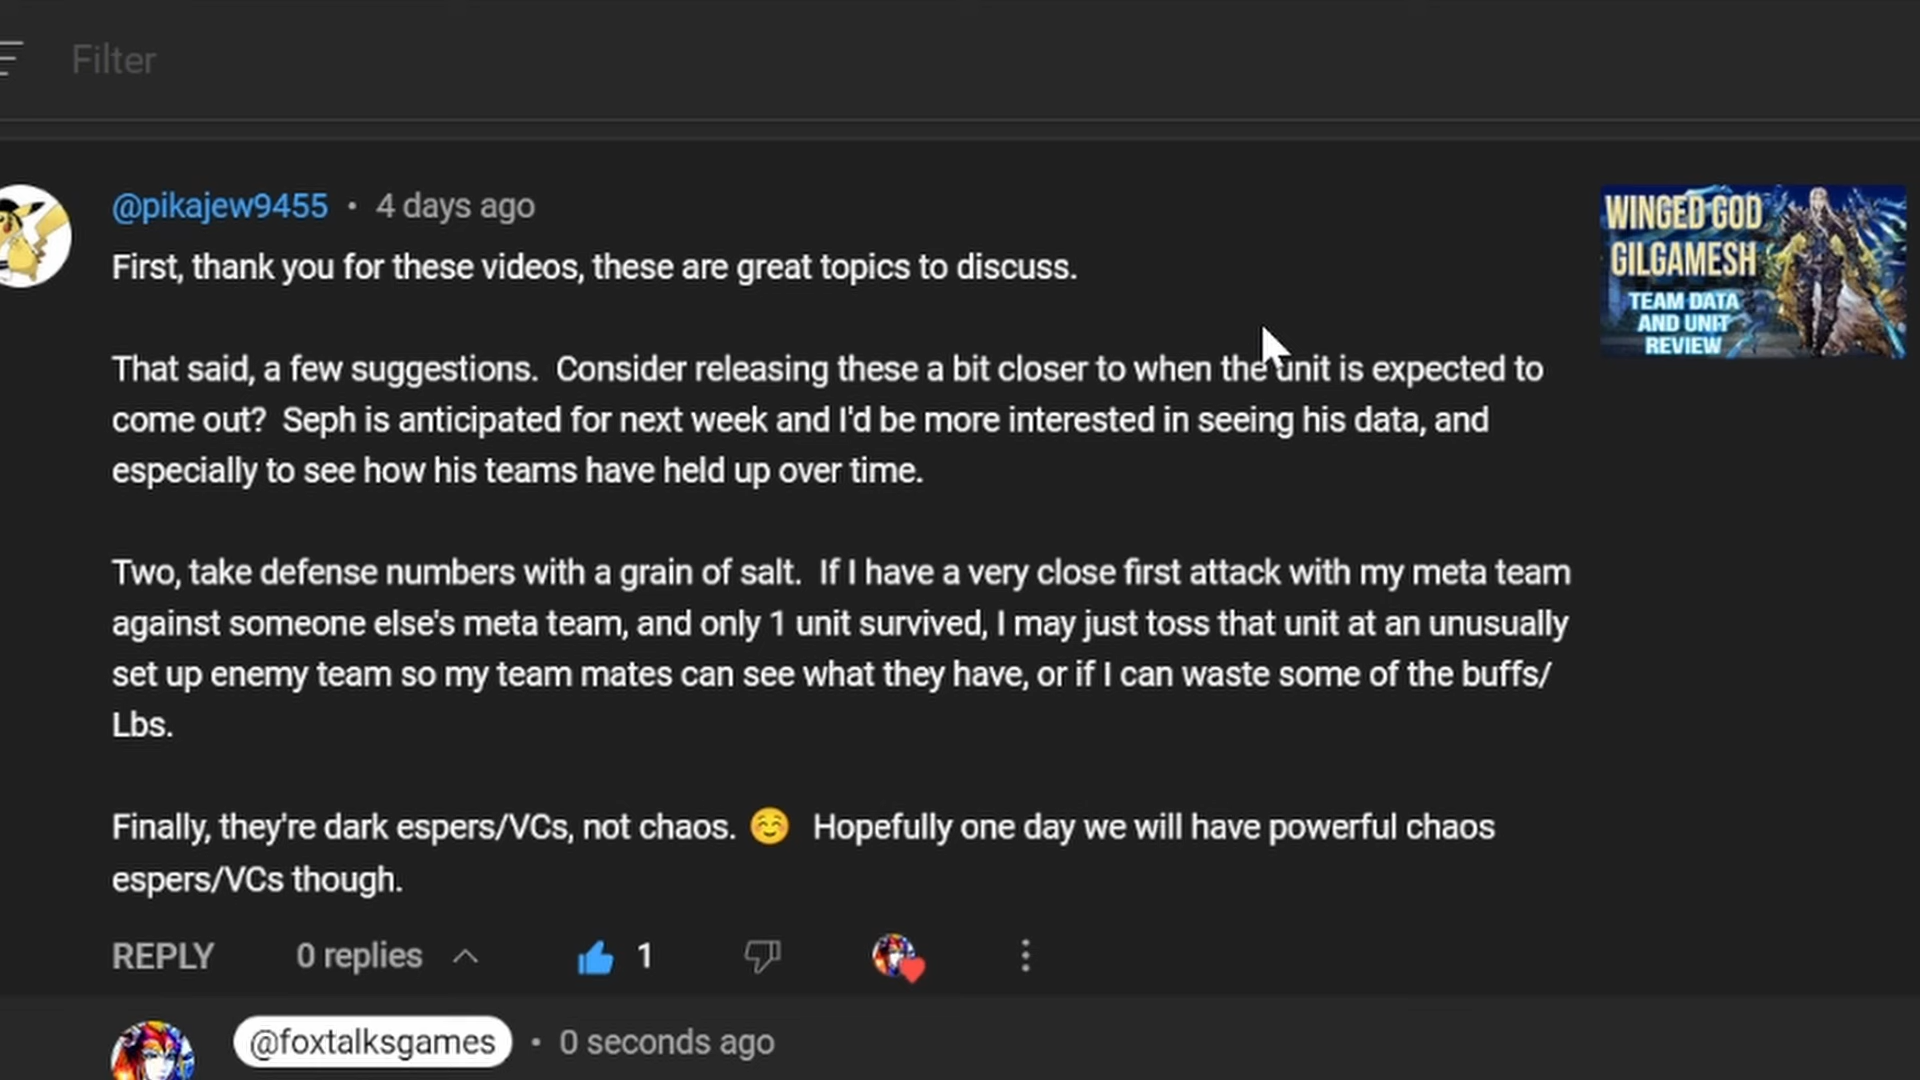 Filter
@pikajew9455 • 4 days ago
First, thank you for these videos, these are great topics to discuss.
That said, a few suggestions.  Consider releasing these a bit closer to when the unit is expected to
come out?  Seph is anticipated for next week and I'd be more interested in seeing his data, and
especially to see how his teams have held up over time.
Two, take defense numbers with a grain of salt.  If I have a very close first attack with my meta team
against someone else's meta team, and only 1 unit survived, I may just toss that unit at an unusually
set up enemy team so my team mates can see what they have, or if I can waste some of the buffs/
Lbs.
Finally, they're dark espers/VCs, not chaos. ☺️  Hopefully one day we will have powerful chaos
espers/VCs though.
REPLY 0 replies 1
@foxtalksgames • 0 seconds ago
WINGED GOD
GILGAMESH
TEAM DATA
AND UNIT
REVIEW